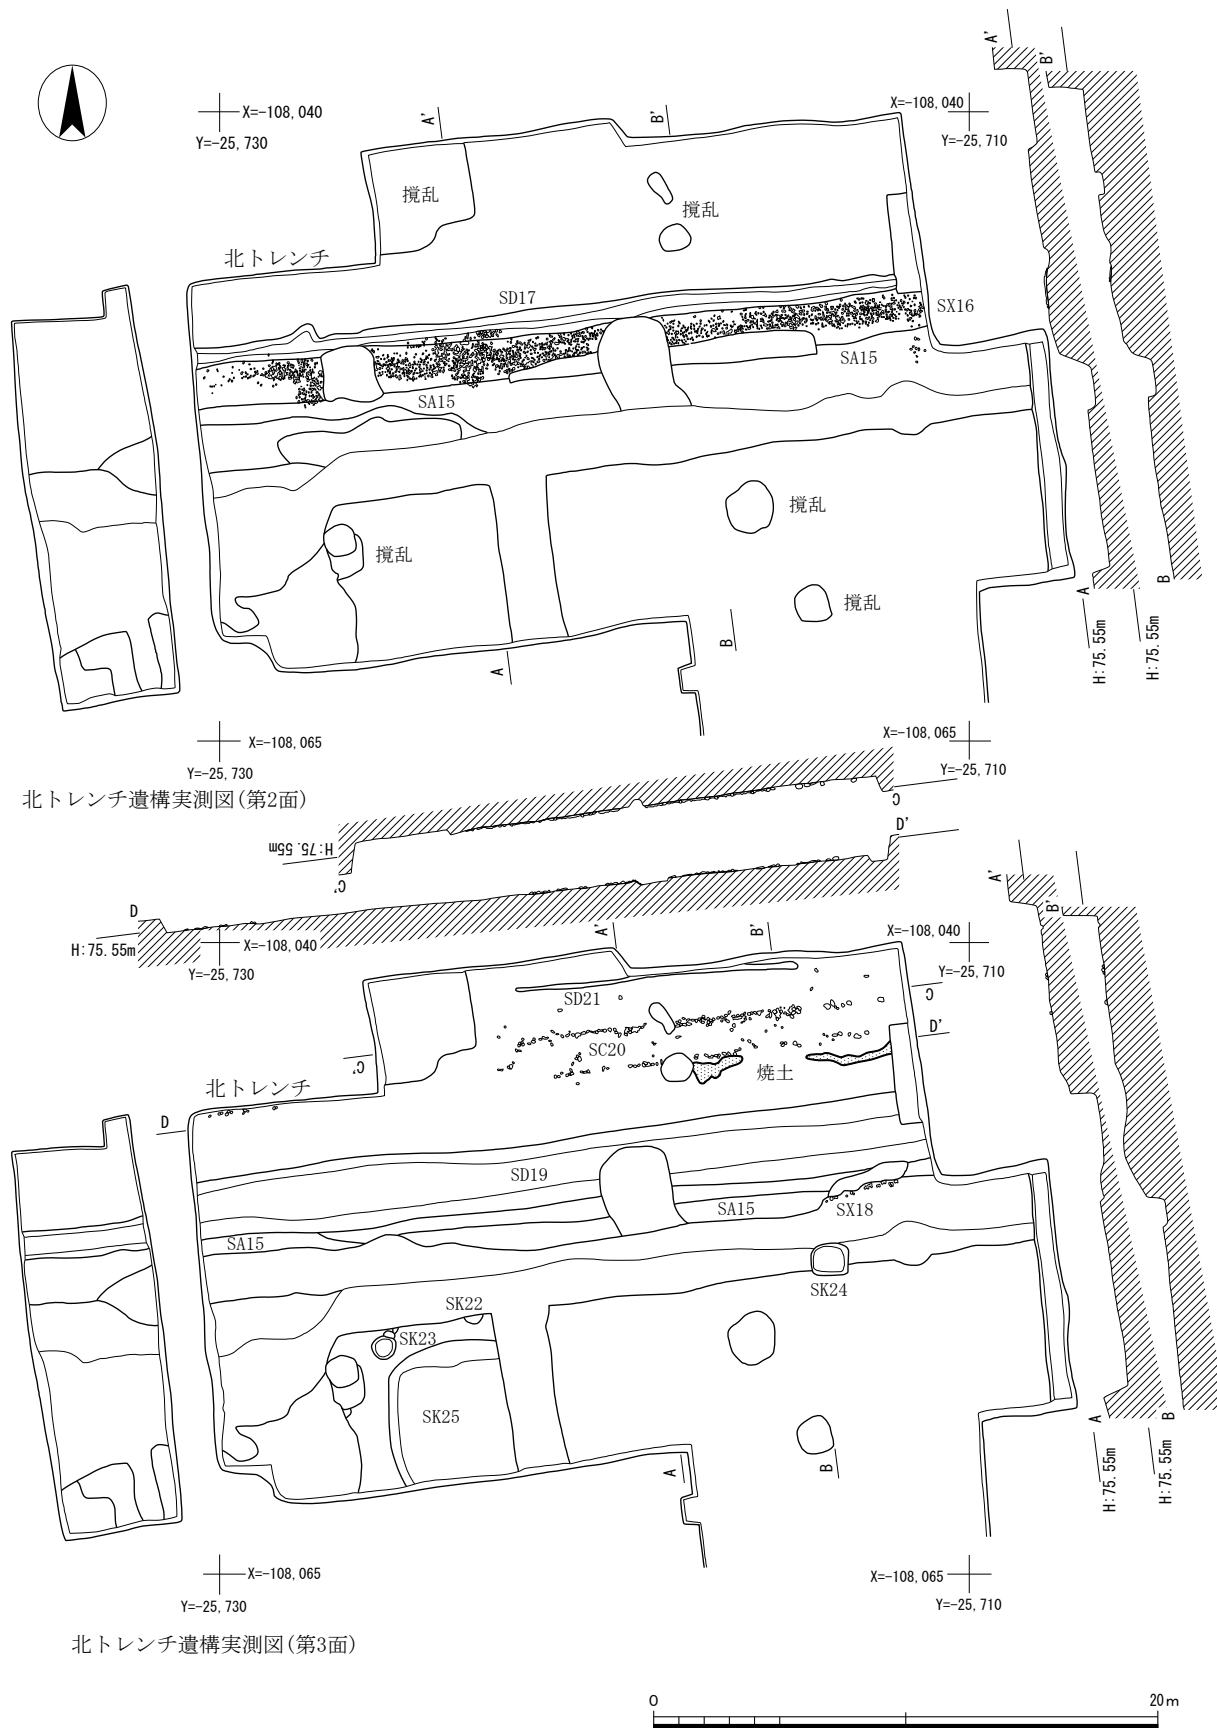 A'
B'
A'
B'
X=-108,040
Y=-25,730
X=-108,040
Y=-25,710
撹乱
撹乱
北トレンチ
SD17
SX16
SA15
SA15
撹乱
撹乱
撹乱
A
B
A
B
H:75.55m
H:75.55m
X=-108,065
Y=-25,730
X=-108,065
Y=-25,710
北トレンチ遺構実測図(第2面)
C
H:75.55m
C'
D'
D
H:75.55m
A'
B'
A'
B'
X=-108,040
Y=-25,730
X=-108,040
Y=-25,710
SD21
C
D'
SC20
C'
焼土
北トレンチ
D
SD19
SA15
SX18
SA15
SK24
SK22
SK23
SK25
A
B
A
B
H:75.55m
H:75.55m
X=-108,065
Y=-25,730
X=-108,065
Y=-25,710
北トレンチ遺構実測図(第3面)
0
20m